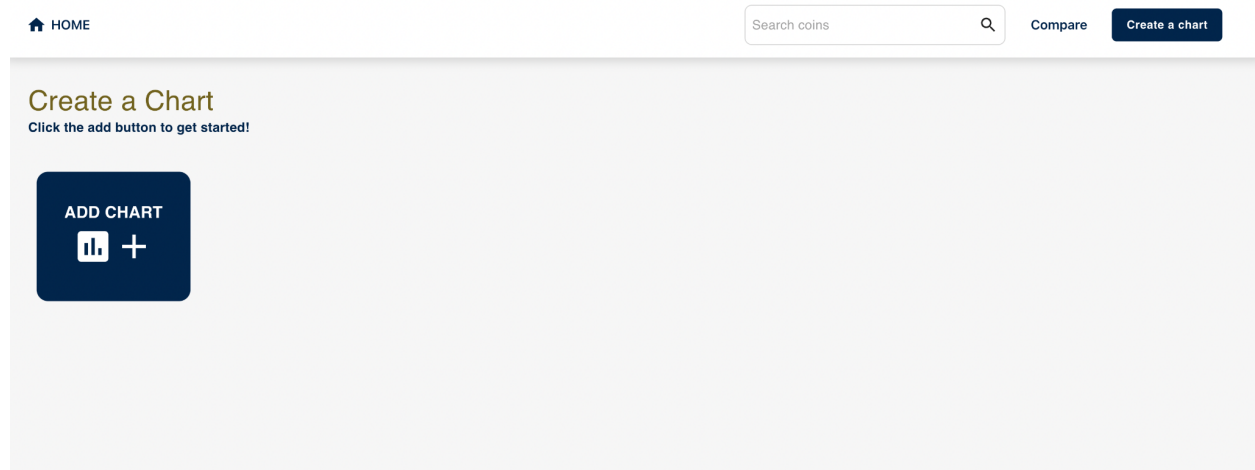 HOME
Search coins
Compare
Create a chart
Create a Chart
Click the add button to get started!
ADD CHART